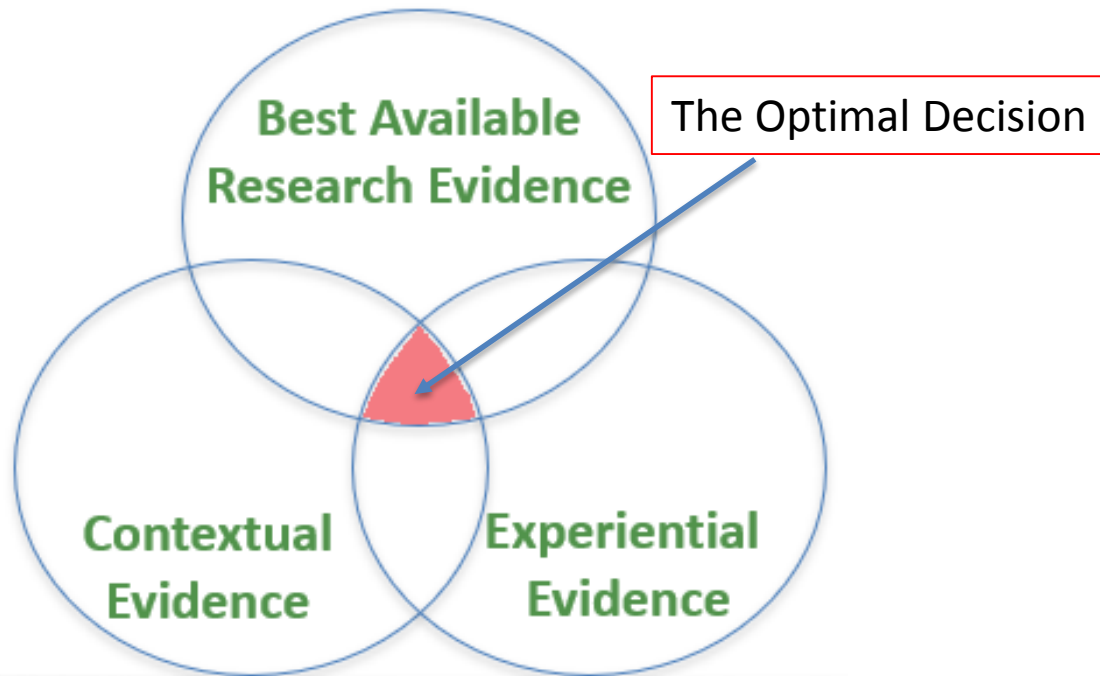 Best Available
Research Evidence
The Optimal Decision
Contextual
Evidence
Experiential
Evidence